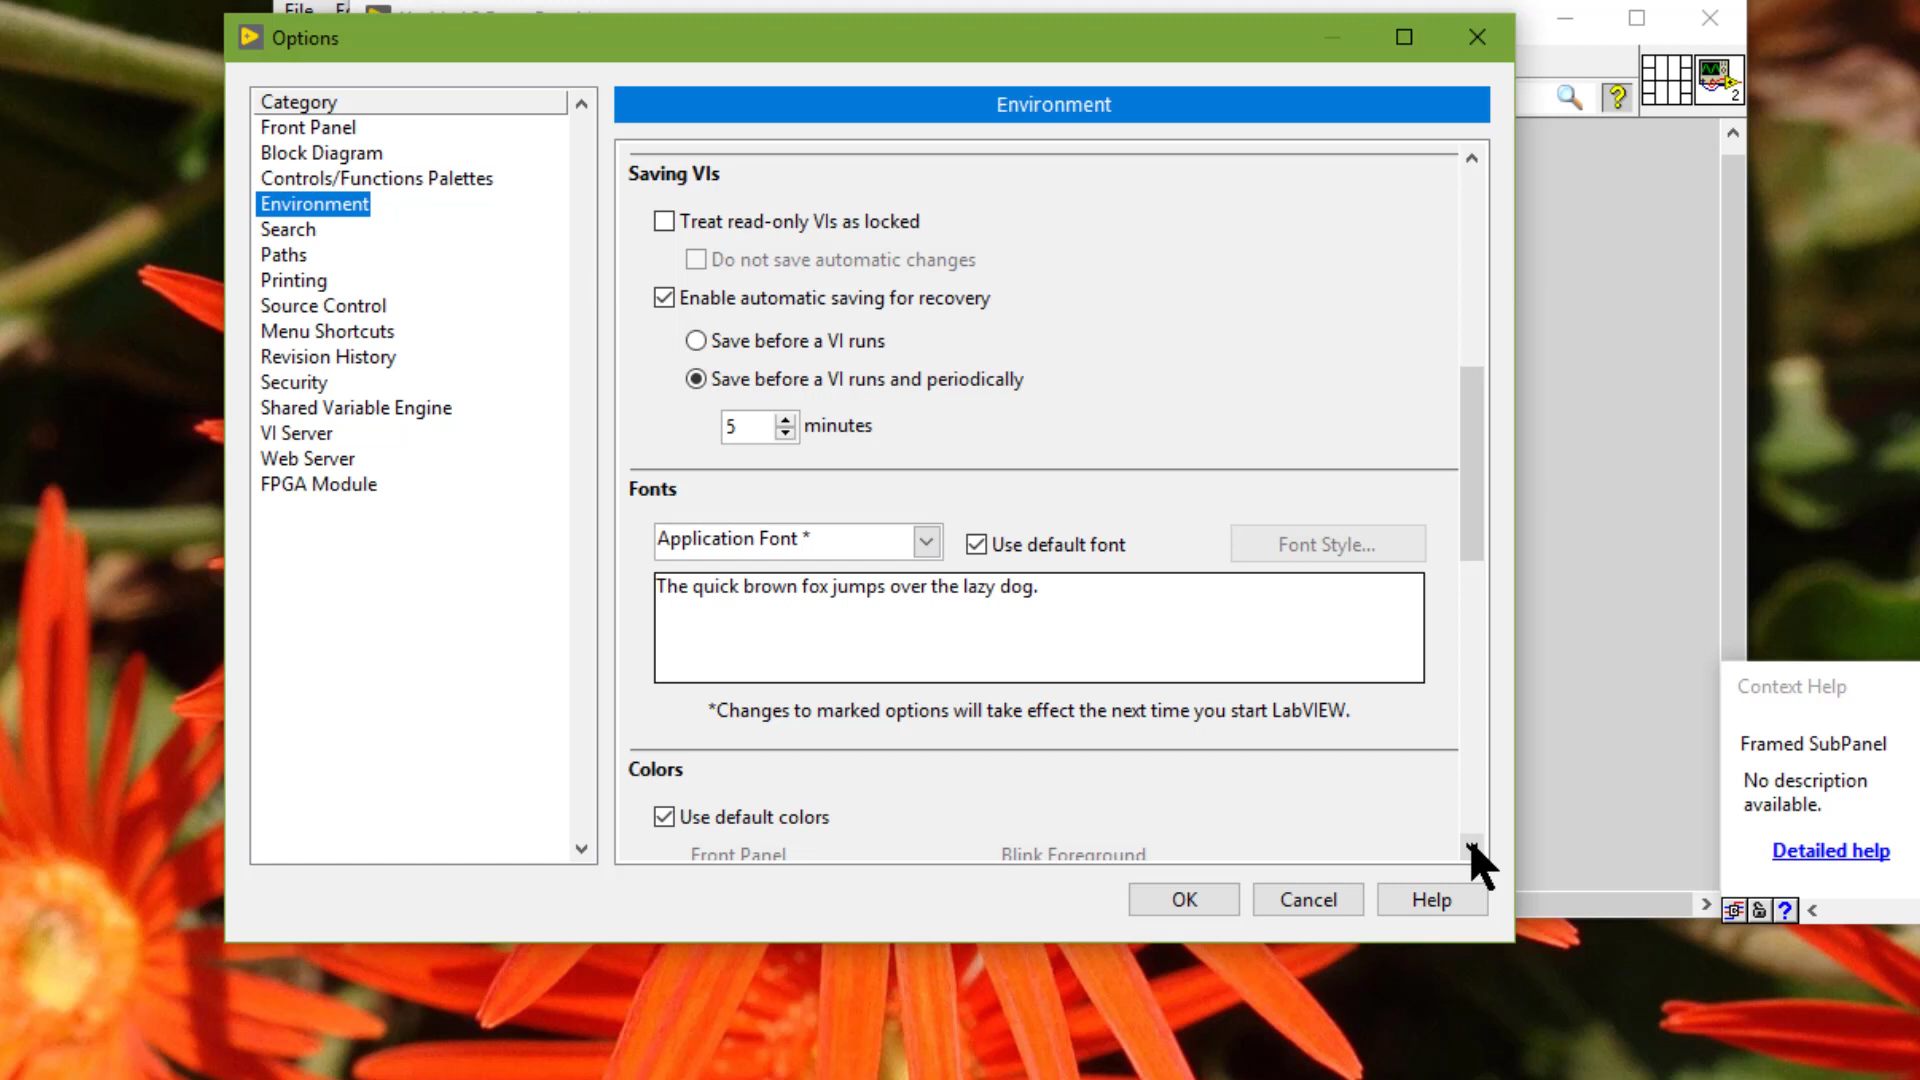 File
Options
Category
Front Panel
Block Diagram
Controls/Functions Palettes
Environment
Search
Paths
Printing
Source Control
Menu Shortcuts
Revision History
Security
Shared Variable Engine
VI Server
Web Server
FPGA Module
Environment
Saving VIs
Treat read-only VIs as locked
Do not save automatic changes
Enable automatic saving for recovery
Save before a VI runs
Save before a VI runs and periodically
5 minutes
Fonts
Application Font *
Use default font
Font Style...
The quick brown fox jumps over the lazy dog.
*Changes to marked options will take effect the next time you start LabVIEW.
Colors
Use default colors
Front Panel
Blink Foreground
OK
Cancel
Help
2
Context Help
Framed SubPanel
No description
available.
Detailed help